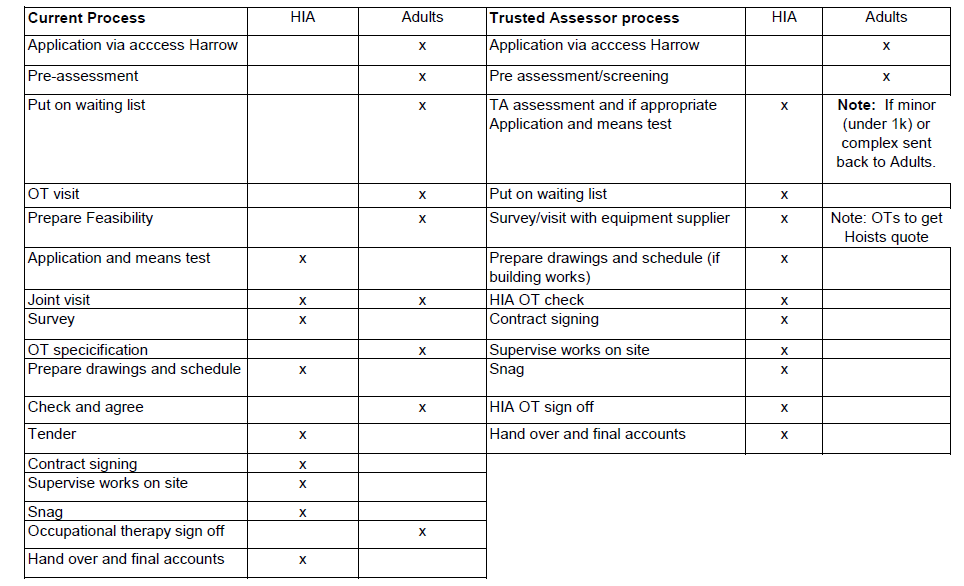 Current Process HIA Adults Trusted Assessor process HIA Adults
Application via acccess Harrow x Application via acccess Harrow x
Pre-assessment x Pre assessment/screening x
Put on waiting list x TA assessment and if appropriate x Note: If minor
Application and means test (under 1k) or
complex sent
back to Adults.
OT visit x Put on waiting list x
Prepare Feasibility x Survey/visit with equipment supplier x Note: OTs to get
Hoists quote
Application and means test x Prepare drawings and schedule (if x
building works)
Joint visit x x HIA OT check x
Survey x Contract signing x
OT specicification x Supervise works on site x
Prepare drawings and schedule x Snag x
Check and agree x HIA OT sign off x
Tender x Hand over and final accounts x
Contract signing x
Supervise works on site x
Snag x
Occupational therapy sign off x
Hand over and final accounts x